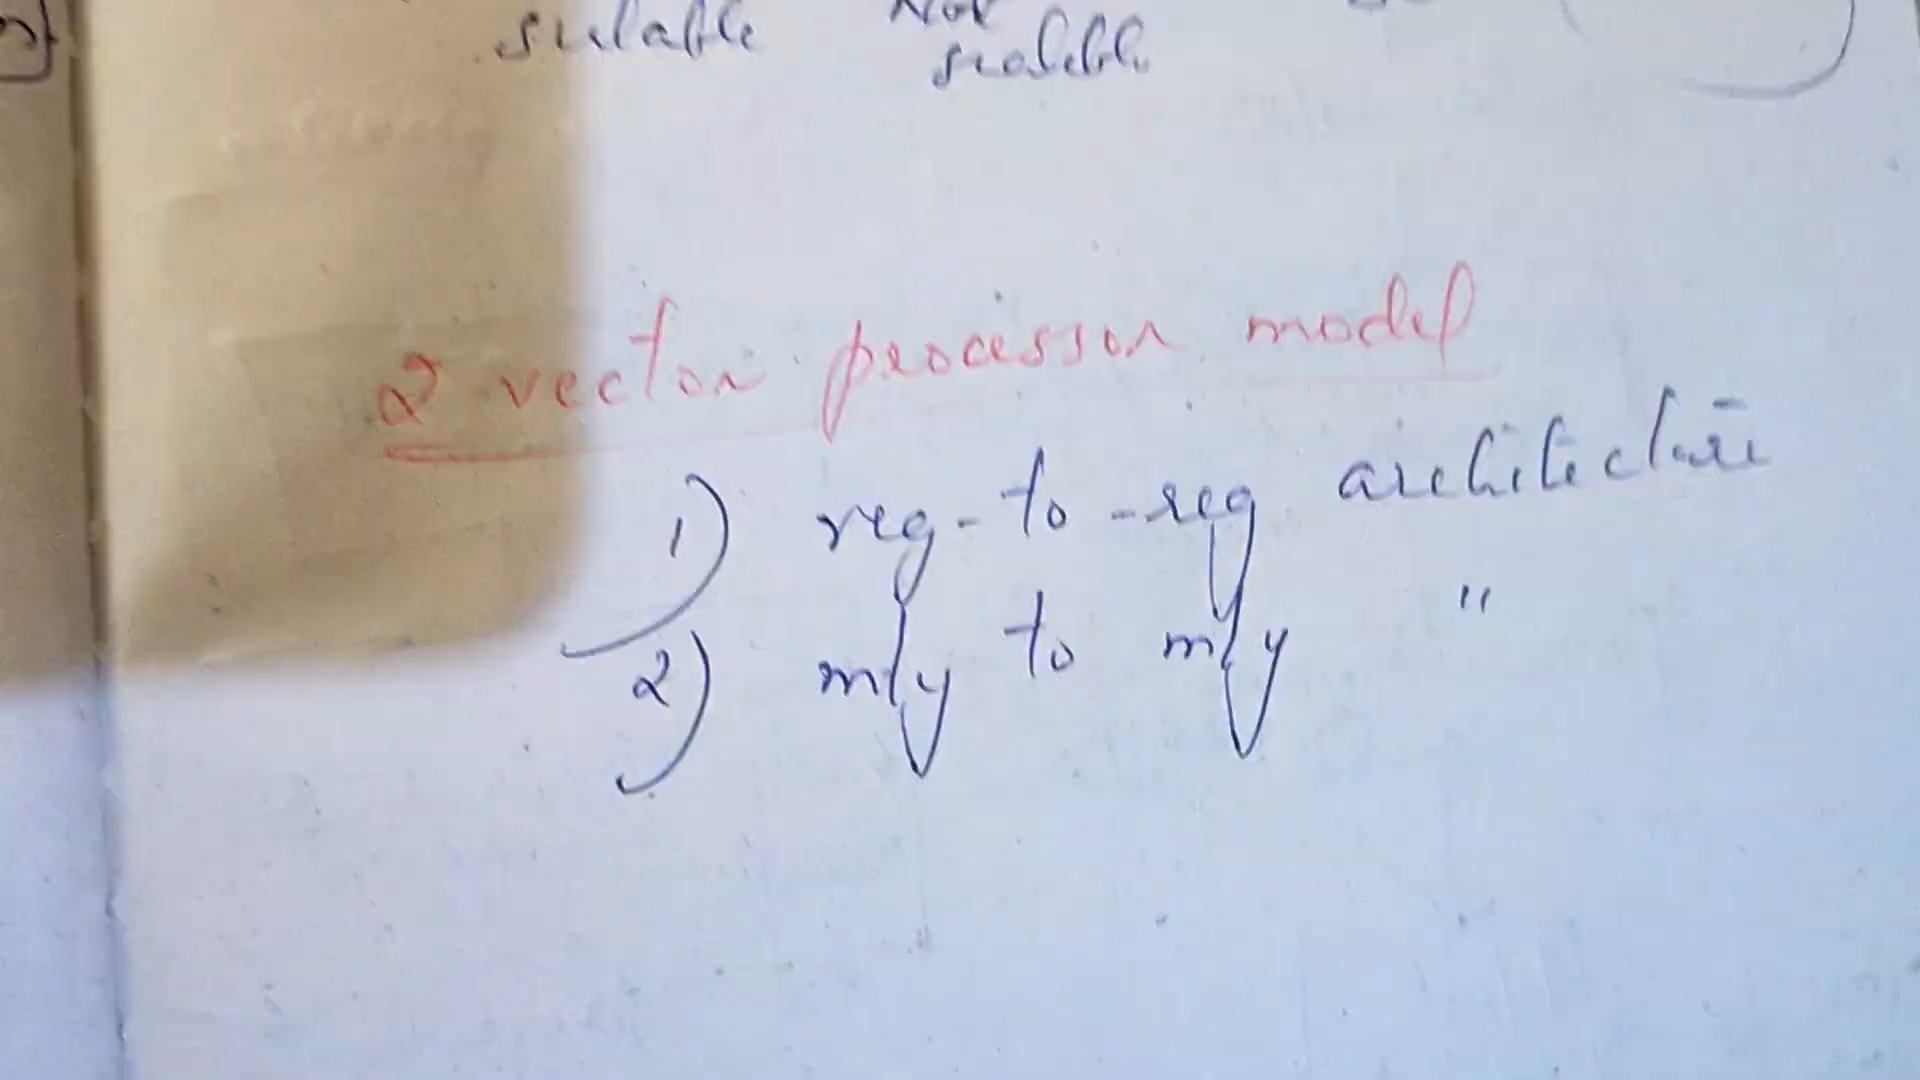 scalable Not
scalable
2 vector processor model
1) reg-to-reg architecture
2) m/y to m/y "